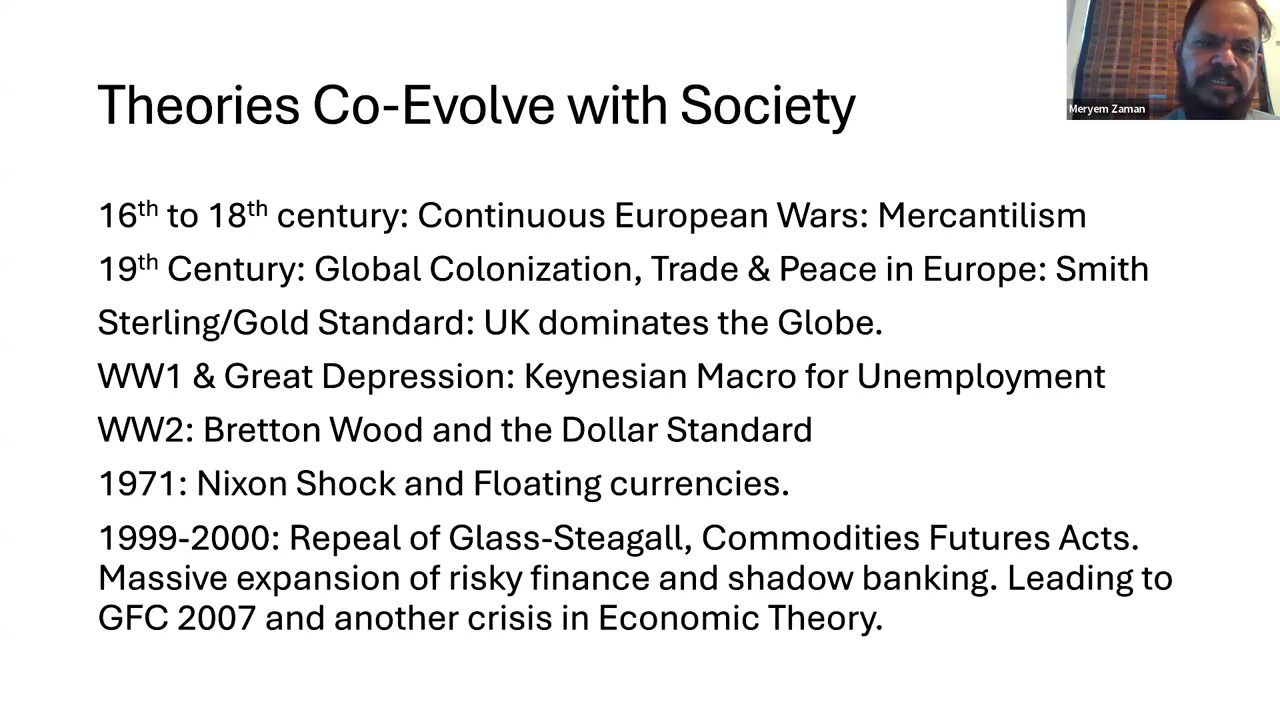 Meryem Zaman
Theories Co-Evolve with Society
16th to 18th century: Continuous European Wars: Mercantilism
19th Century: Global Colonization, Trade & Peace in Europe: Smith
Sterling/Gold Standard: UK dominates the Globe.
WW1 & Great Depression: Keynesian Macro for Unemployment
WW2: Bretton Wood and the Dollar Standard
1971: Nixon Shock and Floating currencies.
1999-2000: Repeal of Glass-Steagall, Commodities Futures Acts.
Massive expansion of risky finance and shadow banking. Leading to
GFC 2007 and another crisis in Economic Theory.